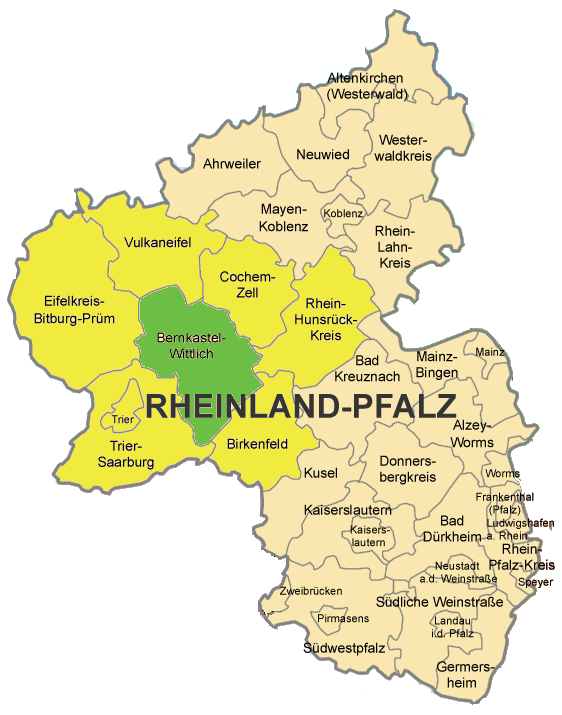 Altenkirchen
(Westerwald)
Neuwied
Wester-
waldkreis
Ahrweiler
Mayen-
Koblenz
Koblenz
Rhein-
Lahn-
Kreis
Vulkaneifel
Cochem-
Zell
Eifelkreis-
Bitburg-Prüm
Rhein-
Hunsrück-
Kreis
Bernkastel-
Wittlich
Mainz
Mainz-
Bingen
Bad
Kreuznach
RHEINLAND-PFALZ
Trier
Trier-
Saarburg
Birkenfeld
Alzey-
Worms
Kusel
Donners-
bergkreis
Worms
Frankenthal
(Pfalz)
Ludwigshafen
a. Rhein
Kaiserslautern
Kaisers-
lautern
Bad
Dürkheim
Rhein-
Pfalz-Kreis
Neustadt
a.d. Weinstraße
Speyer
Zweibrücken
Südliche Weinstraße
Pirmasens
Landau
i.d. Pfalz
Südwestpfalz
Germers-
heim